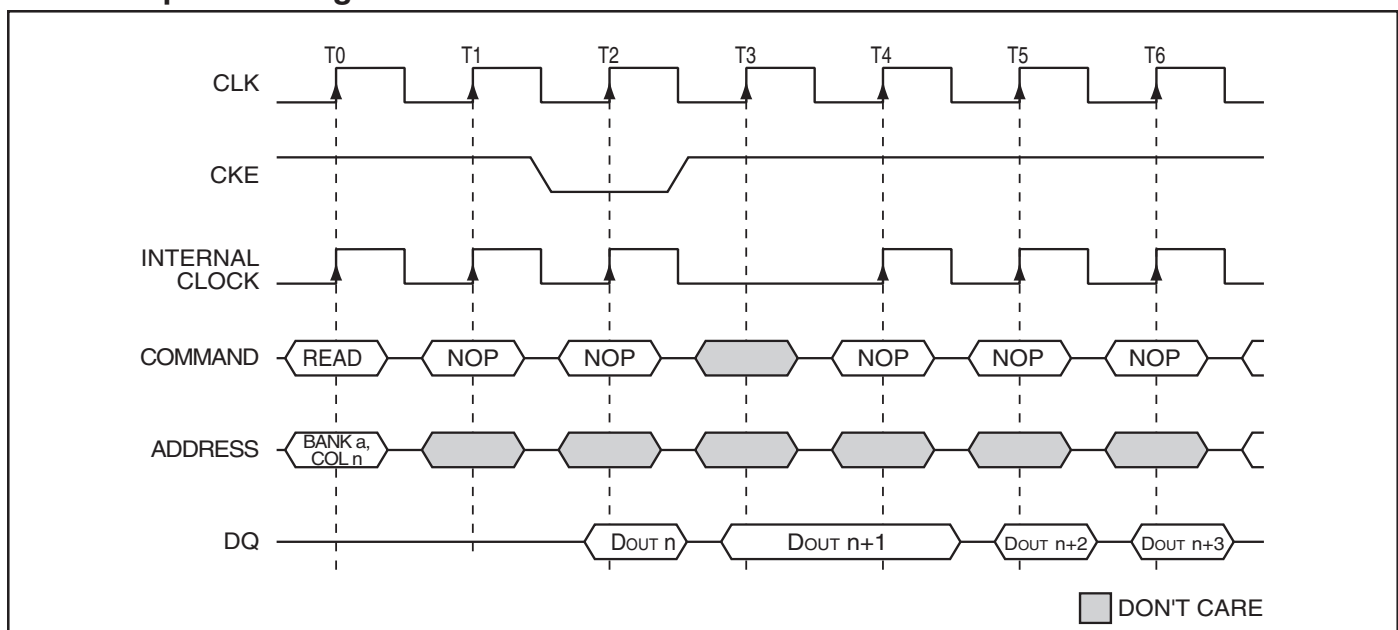 T0 T1 T2 T3 T4 T5 T6
CLK
CKE
INTERNAL
CLOCK
COMMAND READ NOP NOP NOP NOP NOP
ADDRESS BANK a,
COL n
DQ DOUT n DOUT n+1 DOUT n+2 DOUT n+3
DON'T CARE